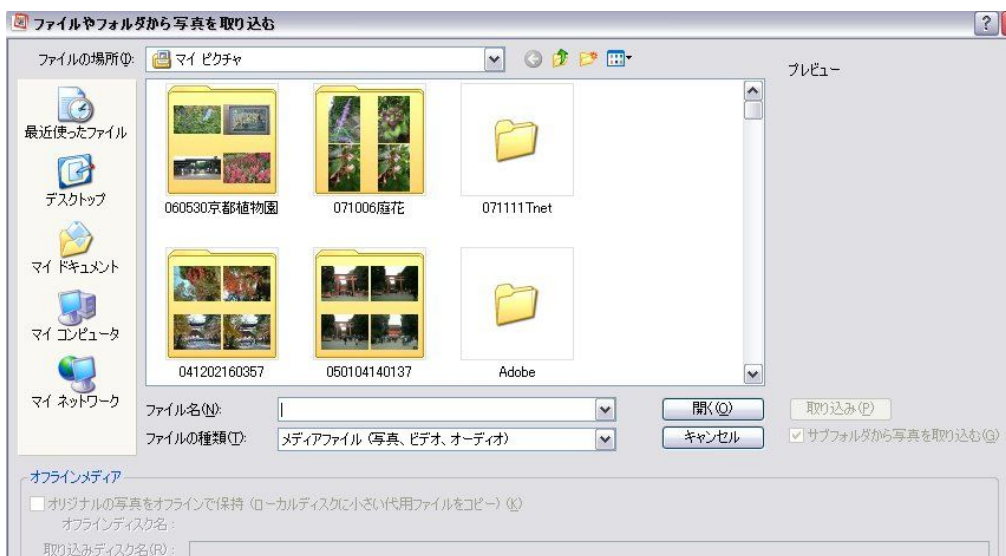 ファイルやフォルダから写真を取り込む
ファイルの場所(I):
マイ ピクチャ
プレビュー
最近使ったファイル
デスクトップ
マイ ドキュメント
マイ コンピュータ
マイ ネットワーク
060530京都植物園
071006庭花
071111Tnet
041202160357
050104140137
Adobe
ファイル名(N):
開く(O)
取り込み(P)
ファイルの種類(T):
メディアファイル (写真、ビデオ、オーディオ)
キャンセル
サブフォルダから写真を取り込む(G)
オフラインメディア
オリジナルの写真をオフラインで保持 (ローカルディスクに小さい代用ファイルをコピー) (K)
オフラインディスク名 :
取り込みディスク名(R) :